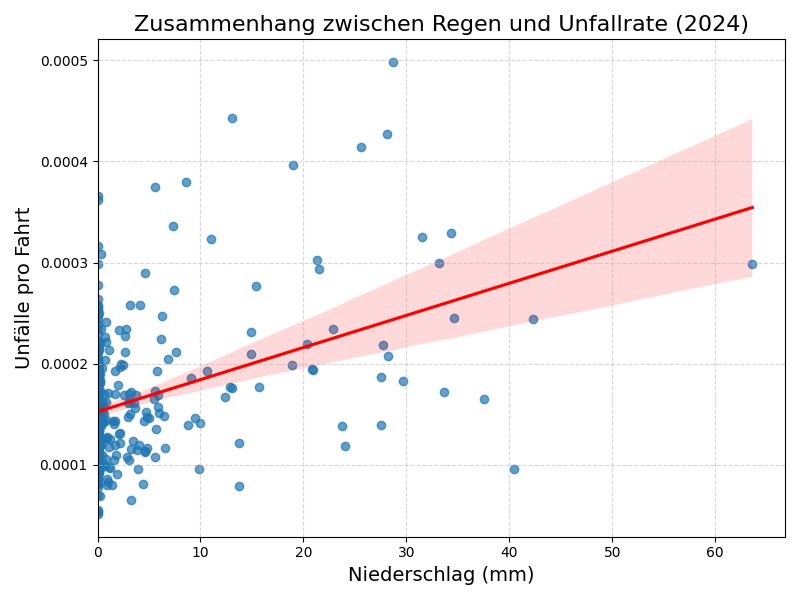 Zusammenhang zwischen Regen und Unfallrate (2024)
Unfälle pro Fahrt
0.0005
0.0004
0.0003
0.0002
0.0001
0 10 20 30 40 50 60
Niederschlag (mm)